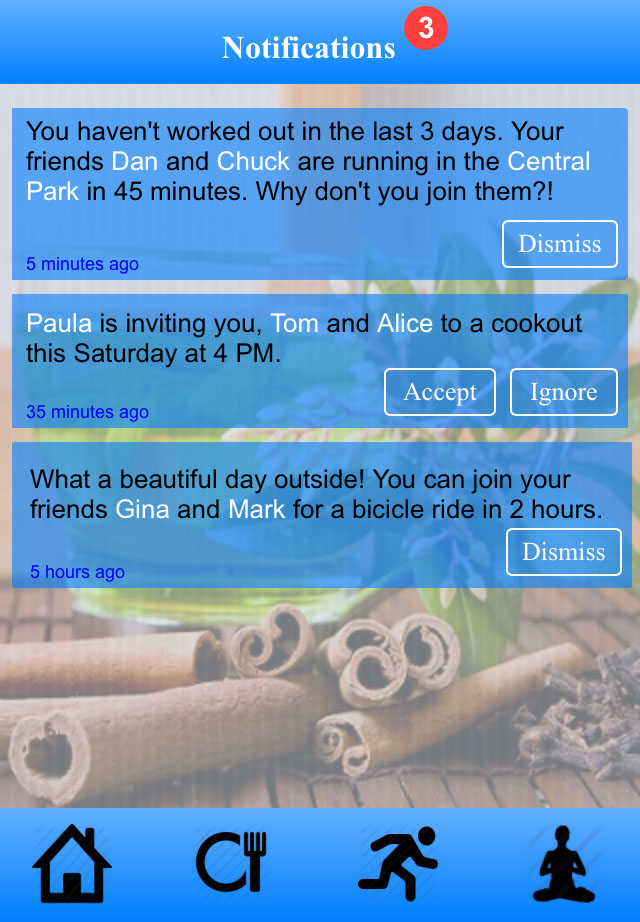 Notifications
3
You haven't worked out in the last 3 days. Your
friends Dan and Chuck are running in the Central
Park in 45 minutes. Why don't you join them?!
Dismiss
5 minutes ago
Paula is inviting you, Tom and Alice to a cookout
this Saturday at 4 PM.
Accept Ignore
35 minutes ago
What a beautiful day outside! You can join your
friends Gina and Mark for a bicicle ride in 2 hours.
Dismiss
5 hours ago